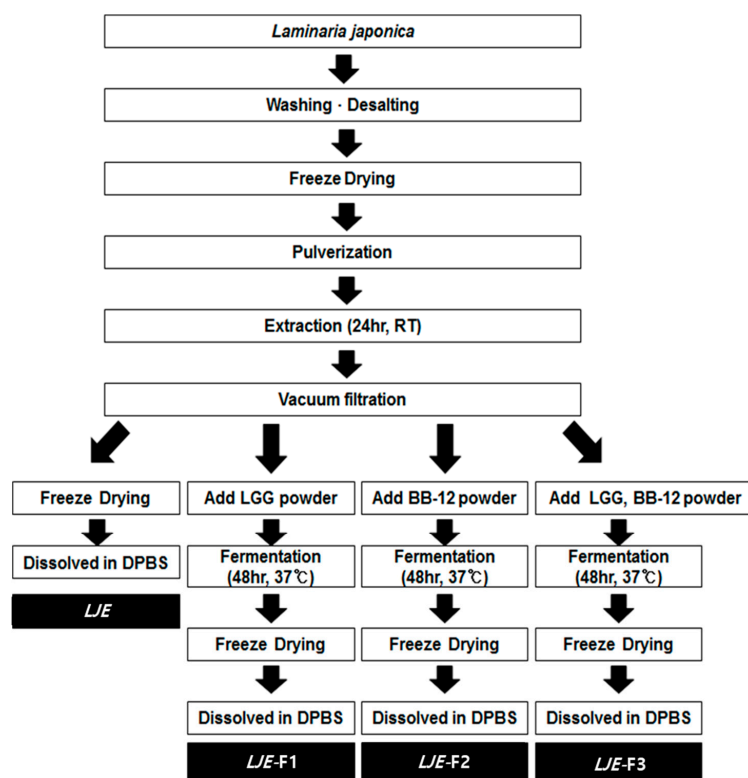 Laminaria japonica
Washing · Desalting
Freeze Drying
Pulverization
Extraction (24hr, RT)
Vacuum filtration
Freeze Drying
Dissolved in DPBS
LJE
Add LGG powder
Fermentation
(48hr, 37℃)
Freeze Drying
Dissolved in DPBS
LJE-F1
Add BB-12 powder
Fermentation
(48hr, 37℃)
Freeze Drying
Dissolved in DPBS
LJE-F2
Add LGG, BB-12 powder
Fermentation
(48hr, 37℃)
Freeze Drying
Dissolved in DPBS
LJE-F3